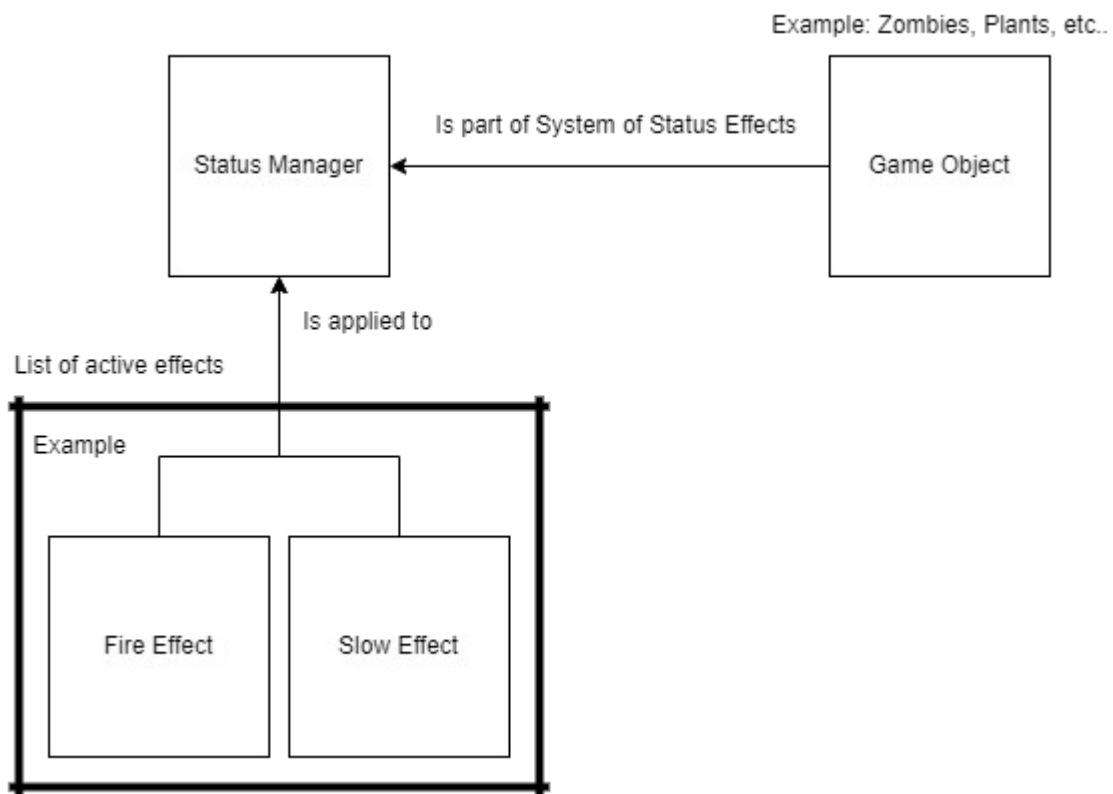 Example: Zombies, Plants, etc..
Is part of System of Status Effects
Status Manager
Game Object
Is applied to
List of active effects
Example
Fire Effect
Slow Effect